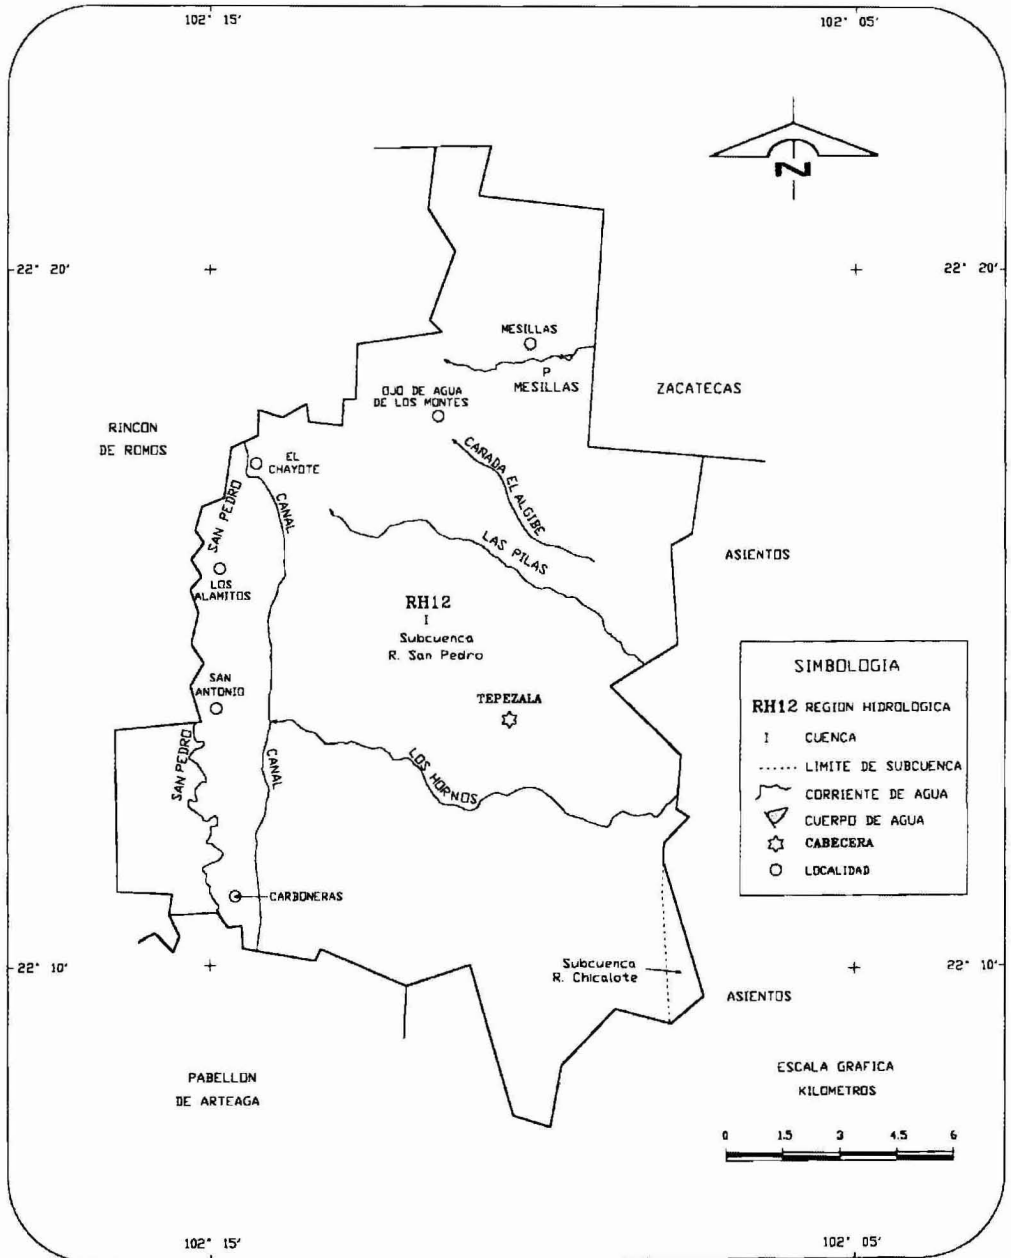 102° 15'
102° 05'
N
22° 20'
22° 20'
MESILLAS
P
MESILLAS
ZACATECAS
OJO DE AGUA
DE LOS MONTES
RINCON
DE ROMOS
EL
CHAYOTE
CARADA EL ALGIBE
SAN PEDRO
CANAL
LAS PILAS
ASIENTOS
LOS
ALAMITOS
RH12
I
Subcuenca
R. San Pedro
SIMBOLOGIA
RH12 REGION HIDROLOGICA
I CUENCA
LIMITE DE SUBCUENCA
CORRIENTE DE AGUA
CUERPO DE AGUA
CABECERA
LOCALIDAD
SAN
ANTONIO
TEPEZALA
SAN PEDRO
CANAL
LOS HORNOS
CARBONERAS
Subcuenca
R. Chicalote
22° 10'
22° 10'
ASIENTOS
PABELLON
DE ARTEAGA
ESCALA GRAFICA
KILOMETROS
0 1.5 3 4.5 6
102° 15'
102° 05'